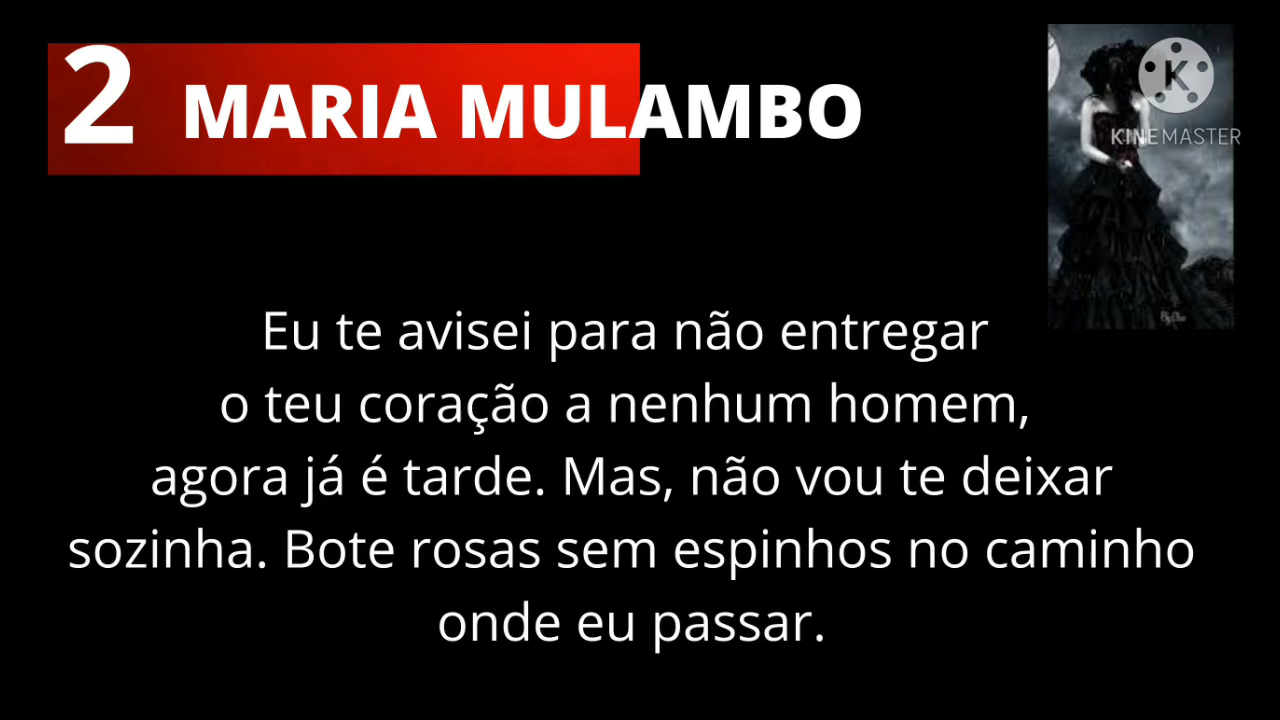 2 MARIA MULAMBO
KINEMASTER
Eu te avisei para não entregar
o teu coração a nenhum homem,
agora já é tarde. Mas, não vou te deixar
sozinha. Bote rosas sem espinhos no caminho
onde eu passar.